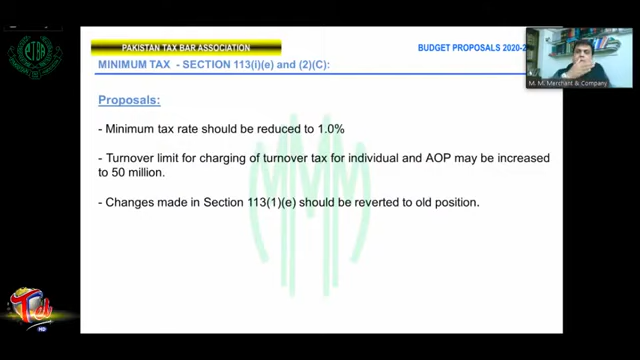 PAKISTAN TAX BAR ASSOCIATION
BUDGET PROPOSALS 2020-2
MINIMUM TAX - SECTION 113(i)(e) and (2)(C):
M. M. Merchant & Company
Proposals:
- Minimum tax rate should be reduced to 1.0%
- Turnover limit for charging of turnover tax for individual and AOP may be increased
to 50 million.
- Changes made in Section 113(1)(e) should be reverted to old position.
MMM
HD